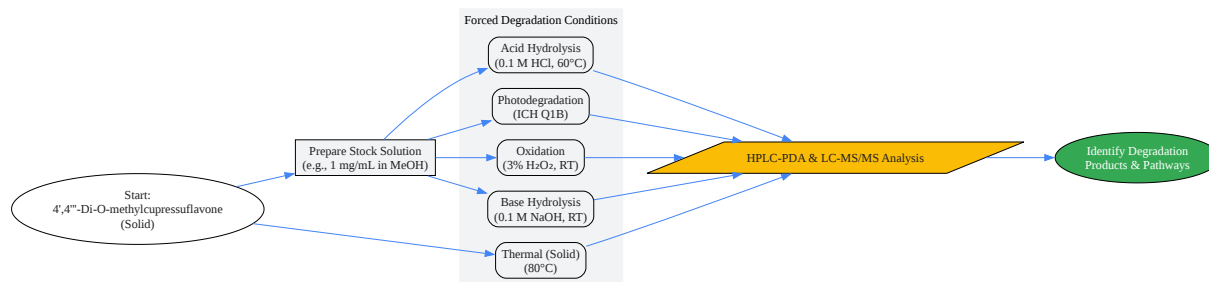 Forced Degradation Conditions
Start:
4',4'''-Di-O-methylcupressuflavone
(Solid)
Prepare Stock Solution
(e.g., 1 mg/mL in MeOH)
Acid Hydrolysis
(0.1 M HCl, 60°C)
Photodegradation
(ICH Q1B)
Oxidation
(3% H₂O₂, RT)
Base Hydrolysis
(0.1 M NaOH, RT)
Thermal (Solid)
(80°C)
HPLC-PDA & LC-MS/MS Analysis
Identify Degradation
Products & Pathways